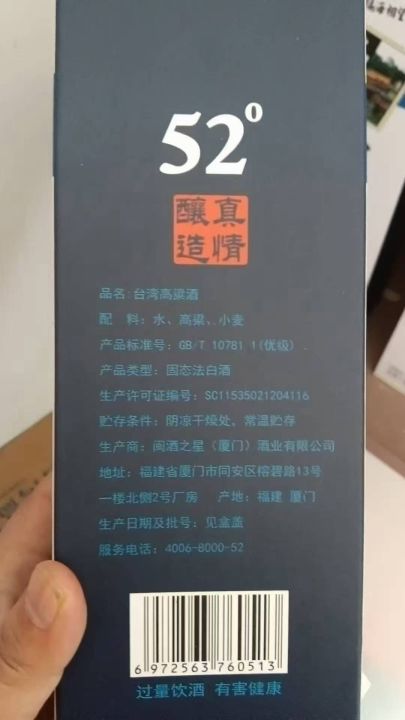 52⁰
真情
釀造
品名:台湾高粱酒
配  料:水、高粱、小麦
产品标准号:GB/T 10781 1(优级)
产品类型:固态法白酒
生产许可证编号:SC11535021204116
贮存条件:阴凉干燥处、常温贮存
生产商:闽酒之星(厦门)酒业有限公司
地址:福建省厦门市同安区榕碧路13号
一楼北侧2号厂房  产地:福建 厦门
生产日期及批号:见盒盖
服务电话:4006-8000-52
6 972563 760513
过量饮酒 有害健康